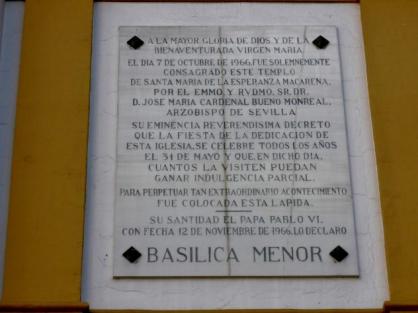 A LA MAYOR GLORIA DE DIOS Y DE LA
BIENAVENTURADA VIRGEN MARIA.
EL DIA 7 DE OCTUBRE DE 1966, FUE SOLEMNEMENTE
CONSAGRADO ESTE TEMPLO
DE SANTA MARIA DE LA ESPERANZA MACARENA,
POR EL EMMO. Y RVDMO. SR. DR.
D. JOSE MARIA CARDENAL BUENO MONREAL,
ARZOBISPO DE SEVILLA
SU EMINENCIA REVERENDISIMA DECRETO
QUE LA FIESTA DE LA DEDICACION DE
ESTA IGLESIA, SE CELEBRE TODOS LOS AÑOS
EL 31 DE MAYO Y QUE, EN DICHO DIA,
CUANTOS LA VISITEN PUEDAN
GANAR INDULGENCIA PARCIAL.
PARA PERPETUAR TAN EXTRAORDINARIO ACONTECIMIENTO
FUE COLOCADA ESTA LAPIDA.
SU SANTIDAD EL PAPA PABLO VI,
CON FECHA 12 DE NOVIEMBRE DE 1966, LO DECLARO
BASILICA MENOR